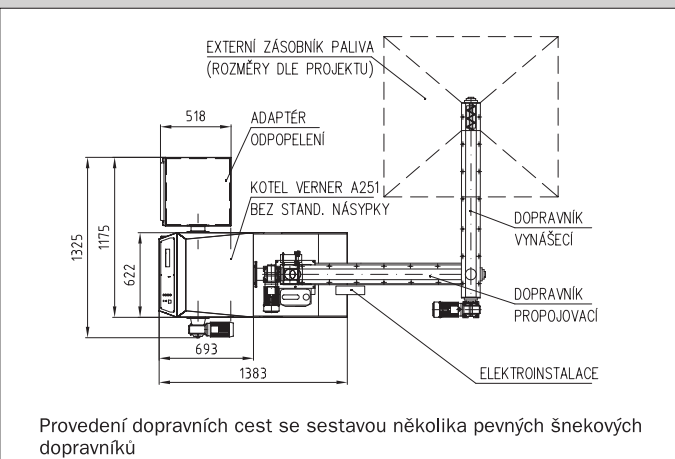 EXTERNÍ ZÁSOBNÍK PALIVA
(ROZMĚRY DLE PROJEKTU)
518
ADAPTÉR
ODPOPELENÍ
KOTEL VERNER A251
BEZ STAND. NÁSYPKY
1325
1175
622
DOPRAVNÍK
VYNÁŠECÍ
DOPRAVNÍK
PROPOJOVACÍ
693
1383
ELEKTROINSTALACE
Provedení dopravních cest se sestavou několika pevných šnekových
dopravníků